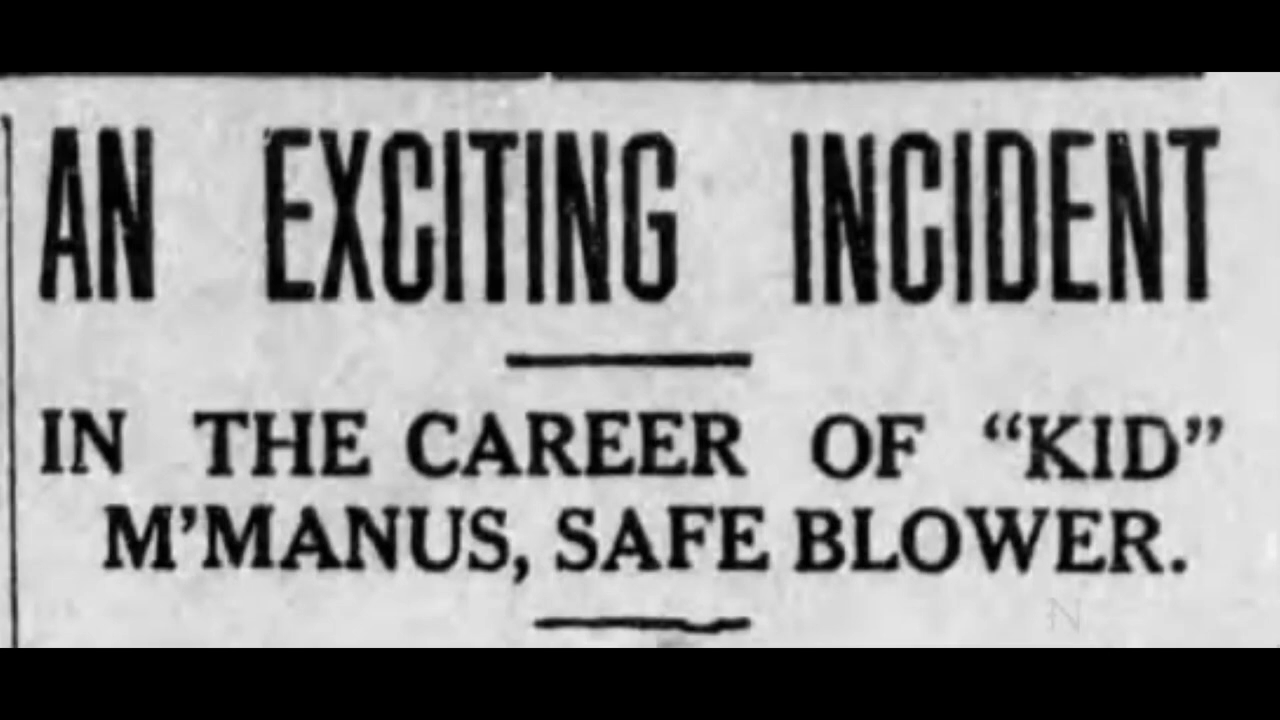 AN EXCITING INCIDENT
IN THE CAREER OF “KID”
M’MANUS, SAFE BLOWER.
N